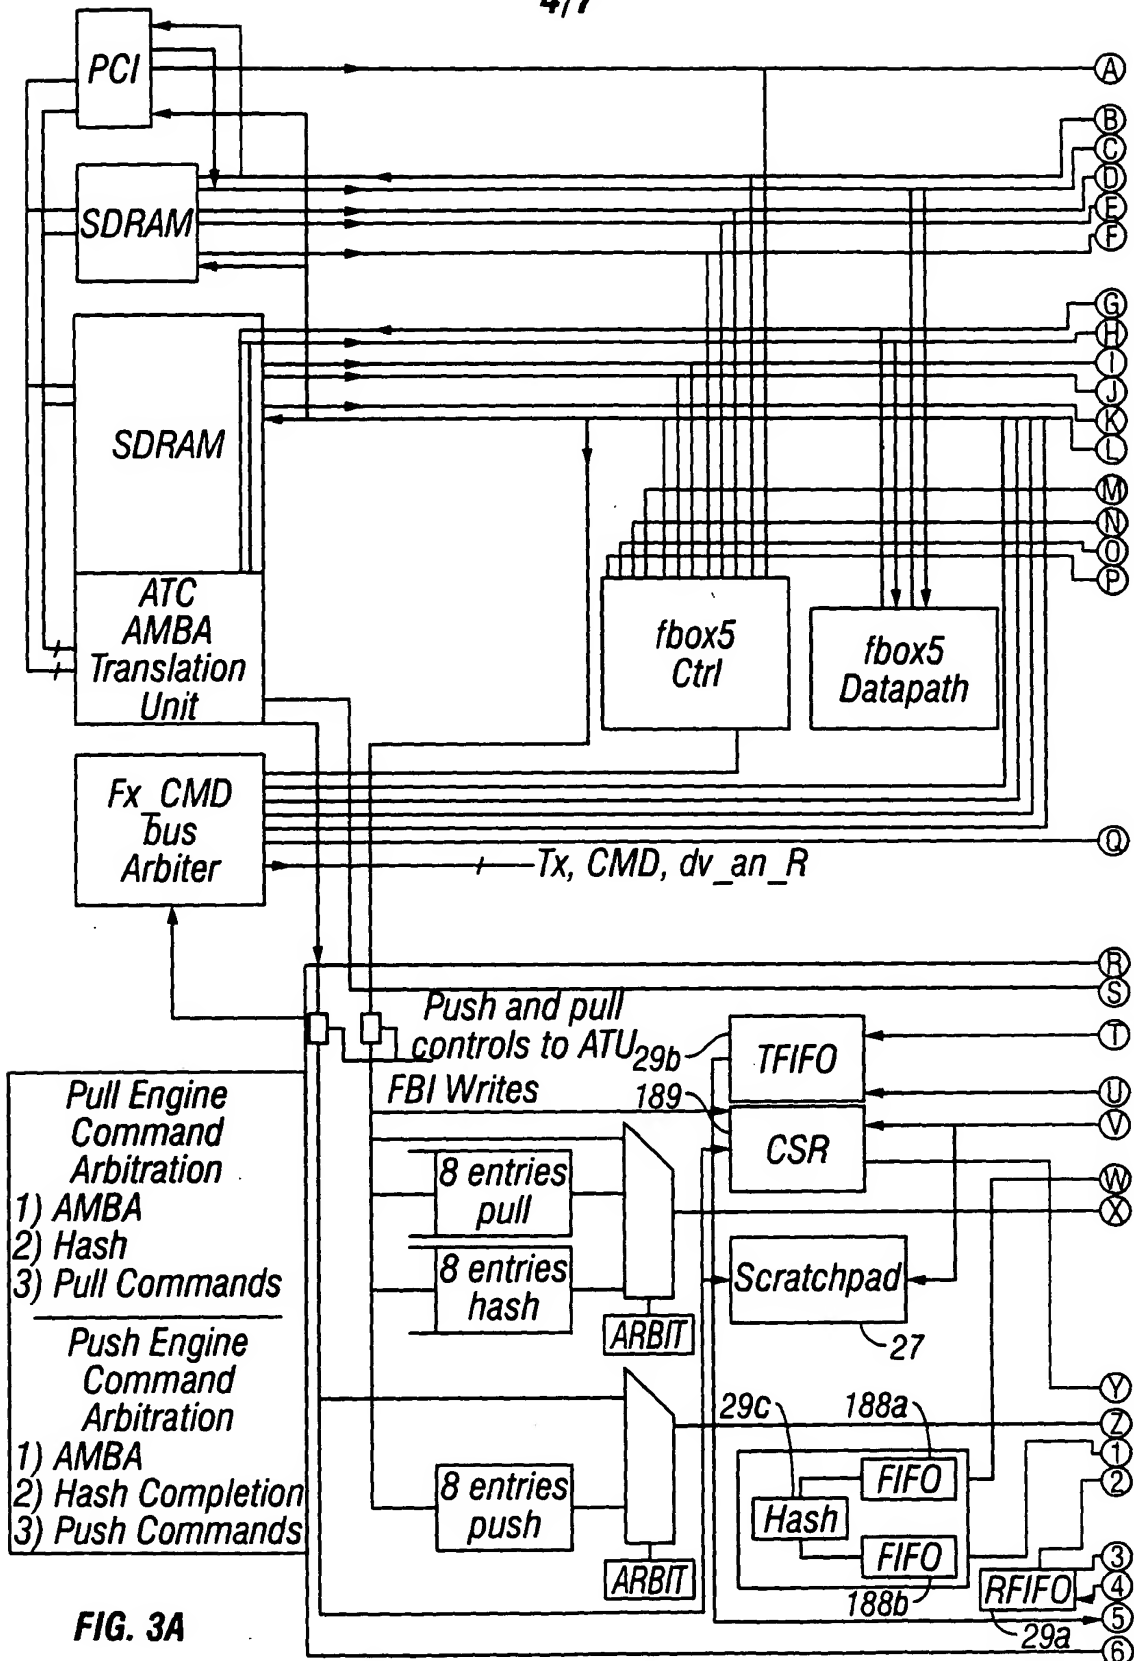 4/7
PCI
A
B
C
D
E
F
SDRAM
G
H
I
J
K
L
SDRAM
M
N
O
P
ATC
AMBA
Translation
Unit
fbox5
Ctrl
fbox5
Datapath
Fx_CMD
bus
Arbiter
Q
Tx, CMD, dv_an_R
R
S
Push and pull
controls to ATU
29b
TFIFO
T
U
FBI Writes
189
CSR
V
W
X
Pull Engine
Command
Arbitration
1) AMBA
2) Hash
3) Pull Commands
8 entries
pull
8 entries
hash
ARBIT
Scratchpad
27
Push Engine
Command
Arbitration
1) AMBA
2) Hash Completion
3) Push Commands
8 entries
push
ARBIT
29c
188a
FIFO
Hash
FIFO
188b
Y
Z
1
2
RFIFO
29a
3
4
5
6
FIG. 3A